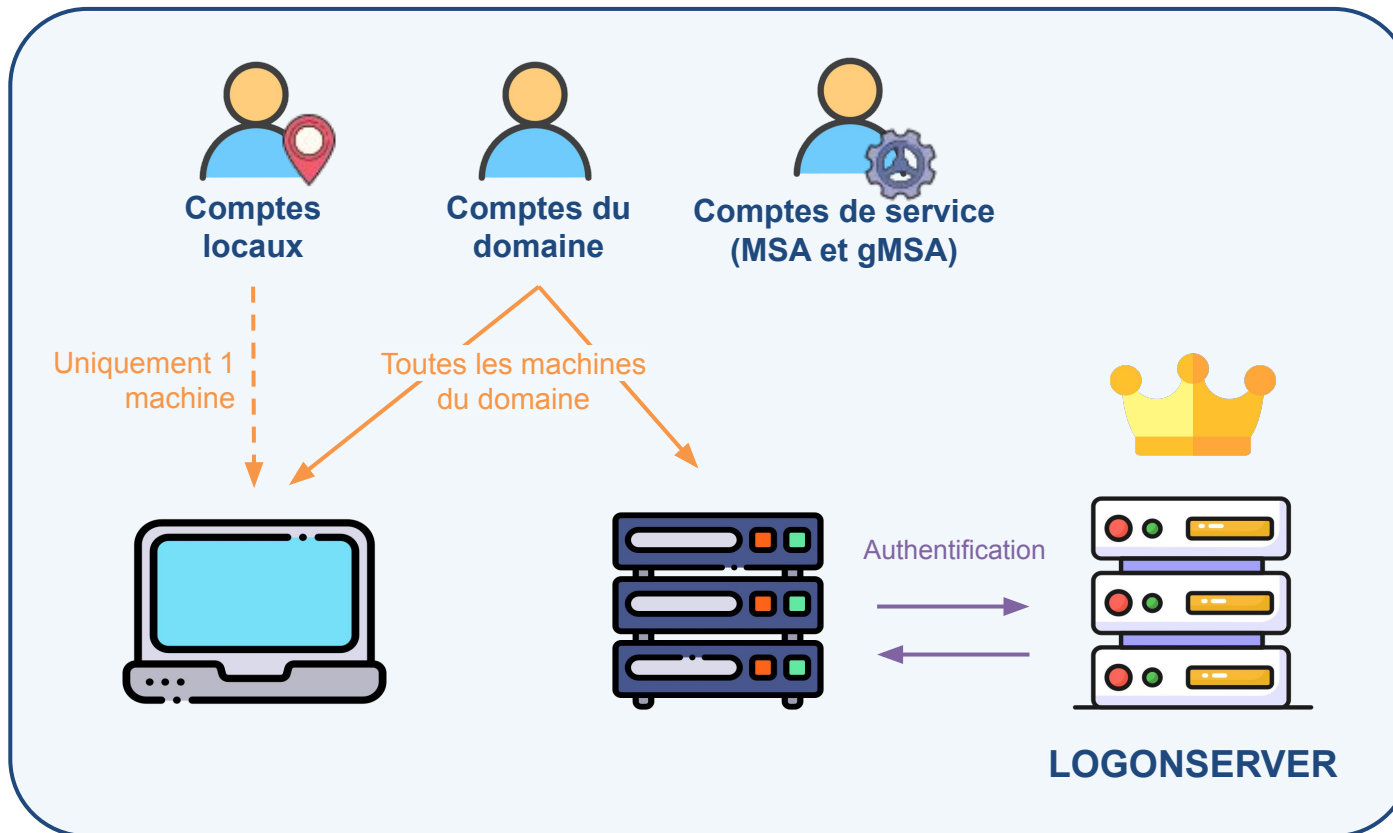 Comptes
locaux
Comptes du
domaine
Comptes de service
(MSA et gMSA)
Uniquement 1
machine
Toutes les machines
du domaine
Authentification
LOGONSERVER